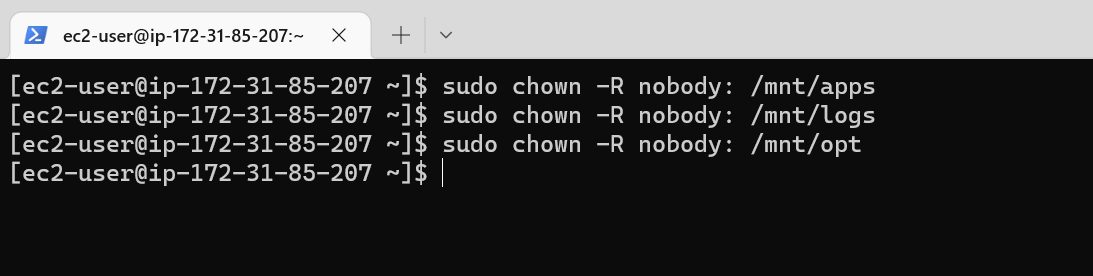 ec2-user@ip-172-31-85-207:~
[ec2-user@ip-172-31-85-207 ~]$ sudo chown -R nobody: /mnt/apps
[ec2-user@ip-172-31-85-207 ~]$ sudo chown -R nobody: /mnt/logs
[ec2-user@ip-172-31-85-207 ~]$ sudo chown -R nobody: /mnt/opt
[ec2-user@ip-172-31-85-207 ~]$